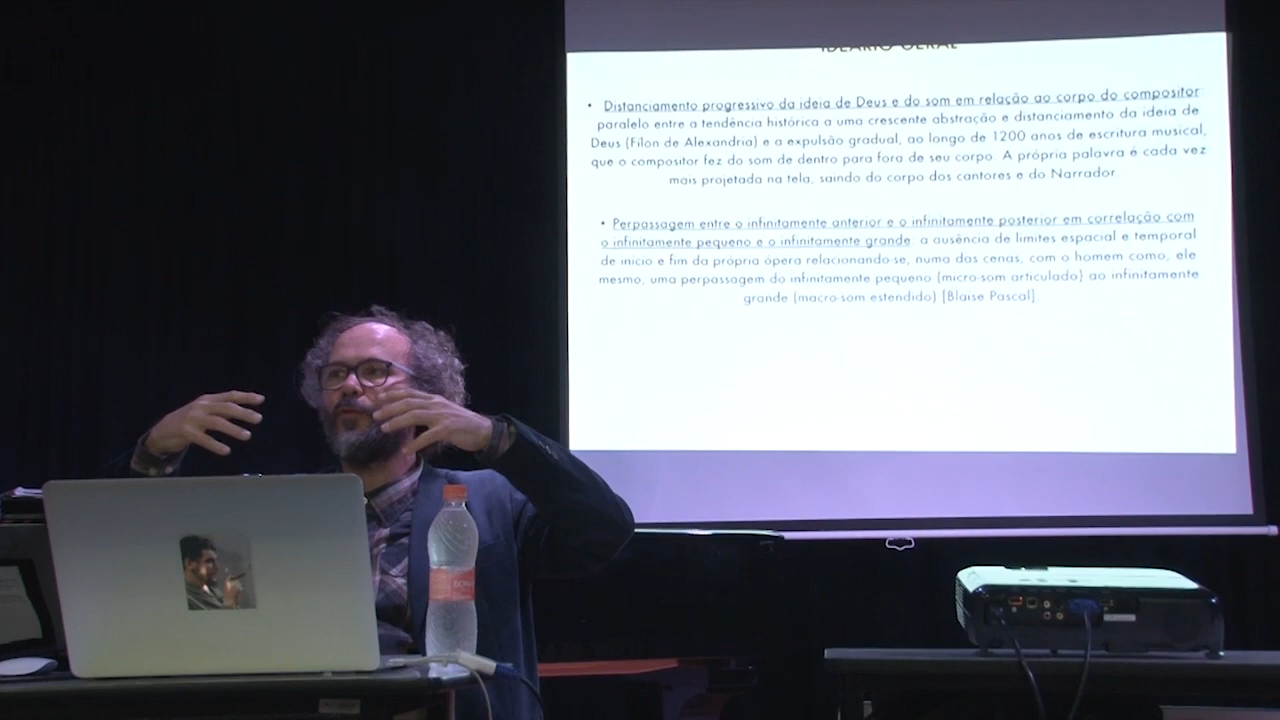 IDEÁRIO GERAL
• Distanciamento progressivo da ideia de Deus e do som em relação ao corpo do compositor:
paralelo entre a tendência histórica a uma crescente abstração e distanciamento da ideia de
Deus (Fílon de Alexandria) e a expulsão gradual, ao longo de 1200 anos de escritura musical,
que o compositor fez do som de dentro para fora de seu corpo. A própria palavra é cada vez
mais projetada na tela, saindo do corpo dos cantores e do Narrador.
• Perpassagem entre o infinitamente anterior e o infinitamente posterior em correlação com
o infinitamente pequeno e o infinitamente grande: a ausência de limites espacial e temporal
de início e fim da própria ópera relacionando-se, numa das cenas, com o homem como, ele
mesmo, uma perpassagem do infinitamente pequeno (micro-som articulado) ao infinitamente
grande (macro-som estendido) [Blaise Pascal]